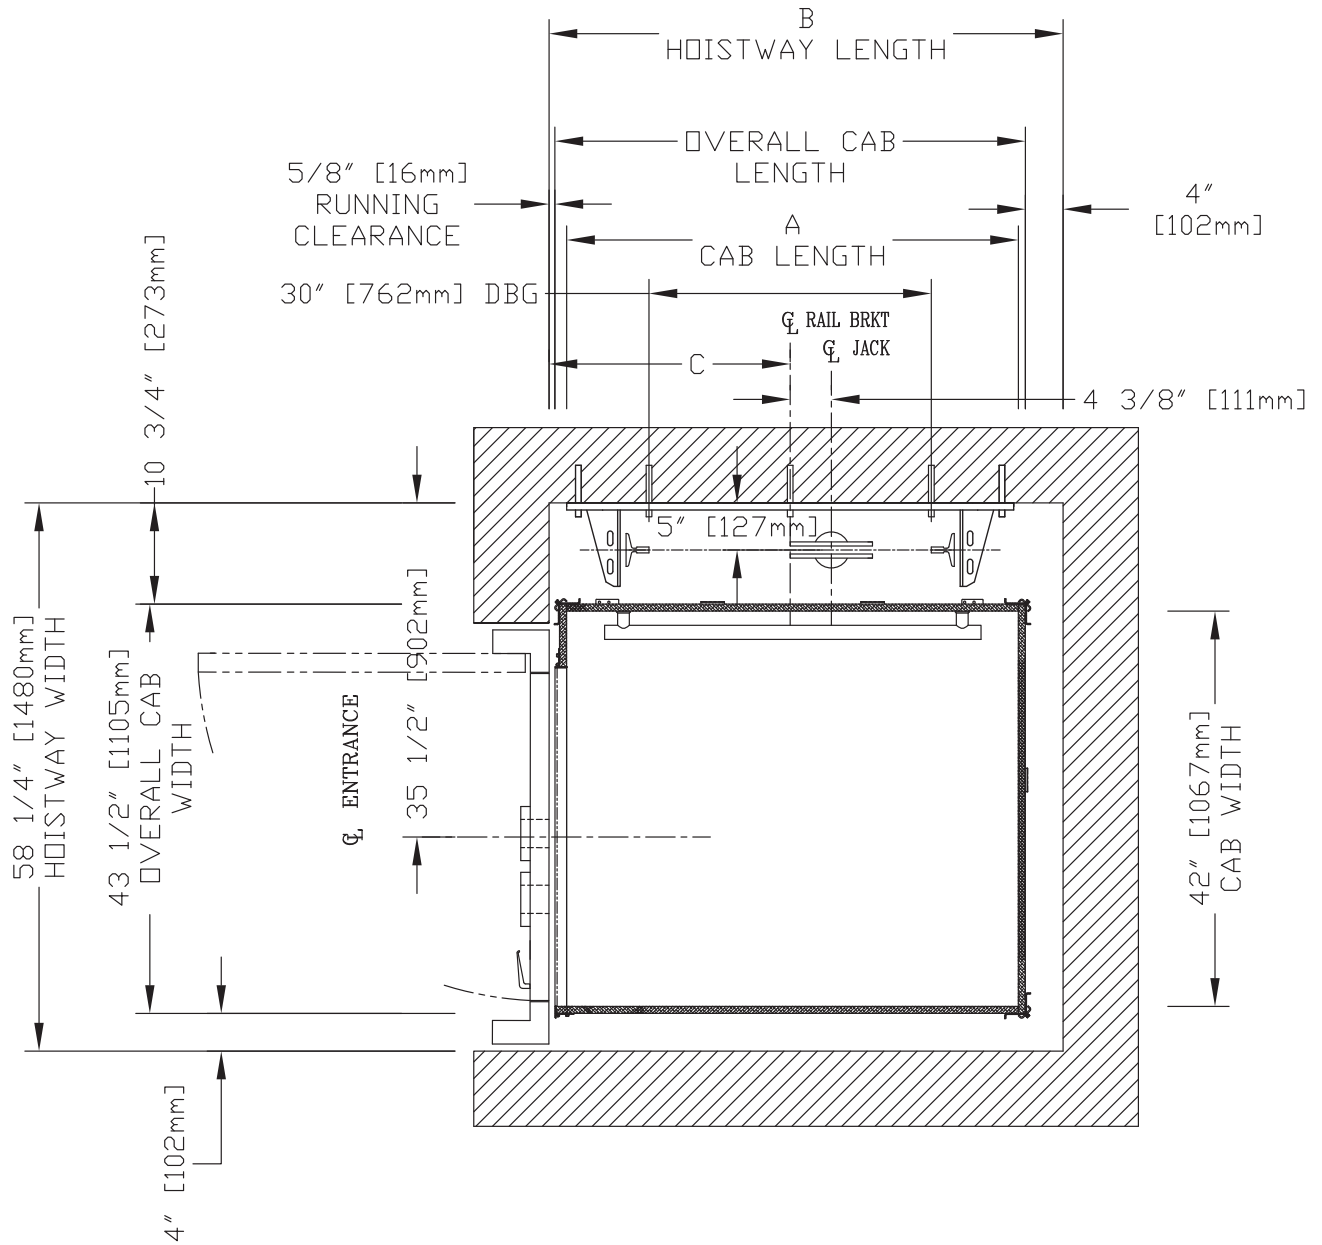 B
HOISTWAY LENGTH
OVERALL CAB
LENGTH
5/8" [16mm]
RUNNING
CLEARANCE
4"
[102mm]
A
CAB LENGTH
30" [762mm] DBG
℄ RAIL BRKT
℄ JACK
C
4 3/8" [111mm]
10 3/4" [273mm]
5" [127mm]
58 1/4" [1480mm]
HOISTWAY WIDTH
43 1/2" [1105mm]
OVERALL CAB
WIDTH
℄ ENTRANCE
35 1/2" [902mm]
42" [1067mm]
CAB WIDTH
4" [102mm]